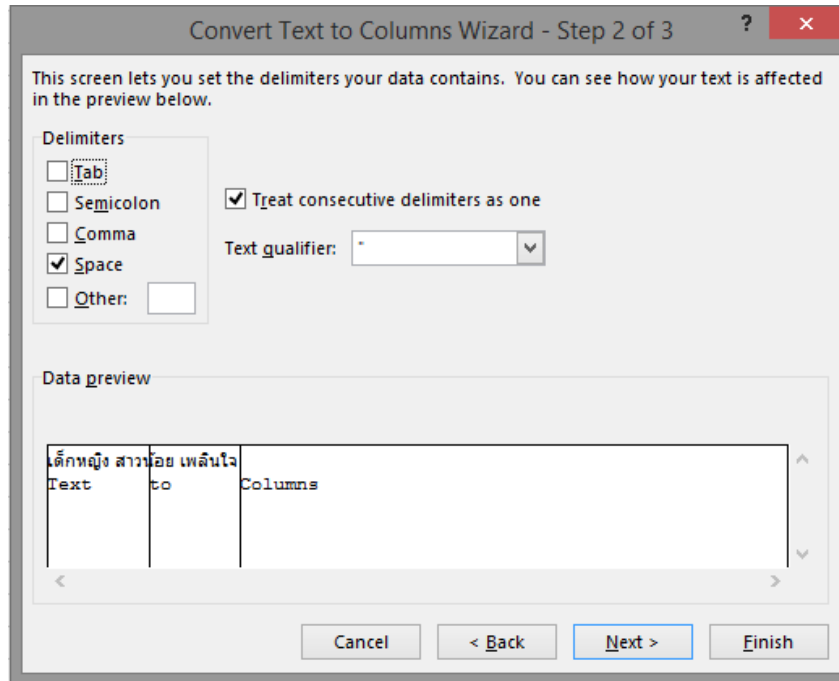 Convert Text to Columns Wizard - Step 2 of 3
?
This screen lets you set the delimiters your data contains. You can see how your text is affected
in the preview below.
Delimiters
Tab
Semicolon
Comma
Space
Other:
Treat consecutive delimiters as one
Text qualifier: "
Data preview
เด็กหญิง สาวน้อย เพลินใจ
Text to Columns
Cancel < Back Next > Finish